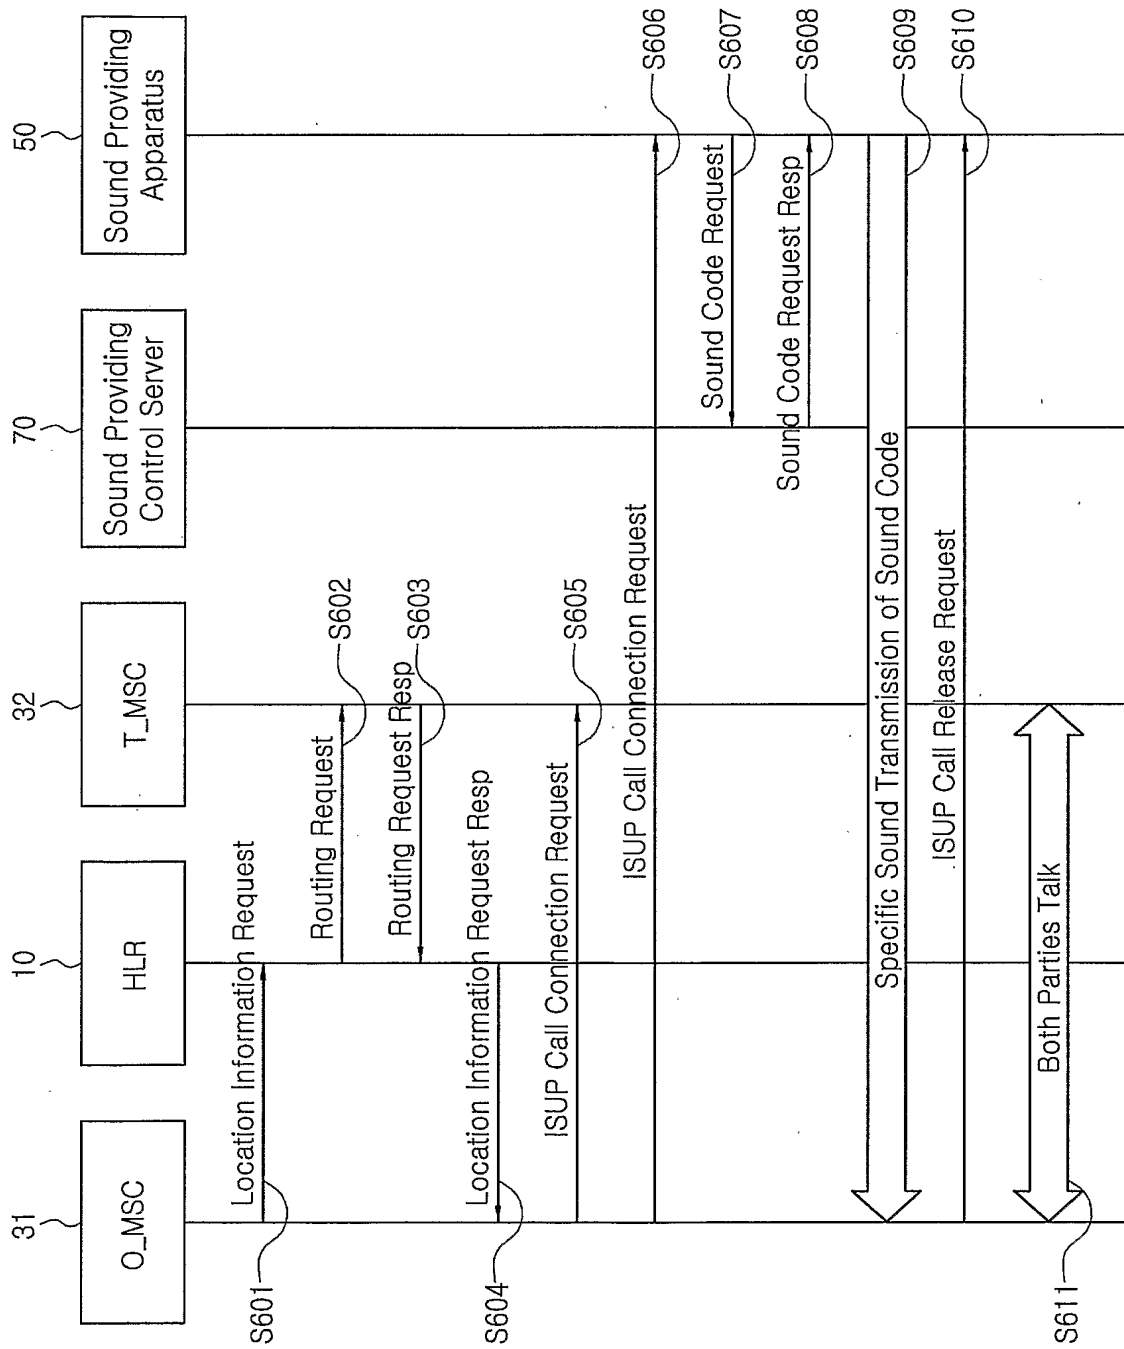 31
10
32
70
50
O_MSC
HLR
T_MSC
Sound Providing
Control Server
Sound Providing
Apparatus
Location Information Request
S601
Routing Request
S602
Routing Request Resp
S603
Location Information Request Resp
S604
ISUP Call Connection Request
S605
ISUP Call Connection Request
S606
Sound Code Request
S607
Sound Code Request Resp
S608
Specific Sound Transmission of Sound Code
S609
ISUP Call Release Request
S610
Both Parties Talk
S611